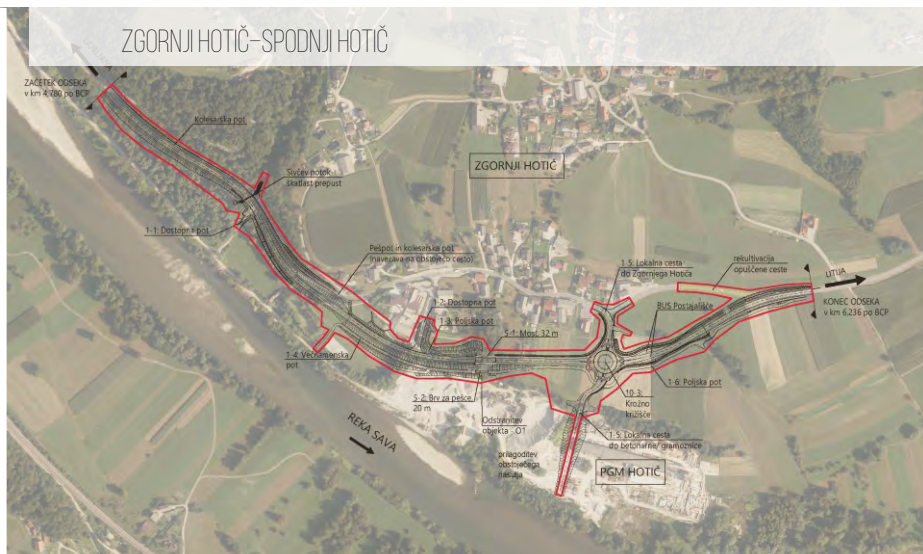 ZGORNJI HOTIČ–SPODNJI HOTIČ
ZAČETEK ODSEKA
v km 4,780 po BCP
Kolesarska pot
Sivčev potok-
škatlast prepust
1-1: Dostopna pot
ZGORNJI HOTIČ
Pešpot in kolesarska pot
(navezava na obstoječo cesto)
1-2: Dostopna pot
1-3: Poljska pot
5-1: Most, 32 m
1-5: Lokalna cesta
do Zgornjega Hotiča
rekultivacija
opuščene ceste
LITIJA
BUS Postajališče
KONEC ODSEKA
v km 6,236 po BCP
1-4: Večnamenska
pot
5-2: Brv za pešce
20 m
1-6: Poljska pot
10-3:
Krožno
križišče
REKA SAVA
Odstranitev
objekta - OT
1-5: Lokalna cesta
do betonarne/ gramoznice
prilagoditev
obstoječega
nasutja
PGM HOTIČ